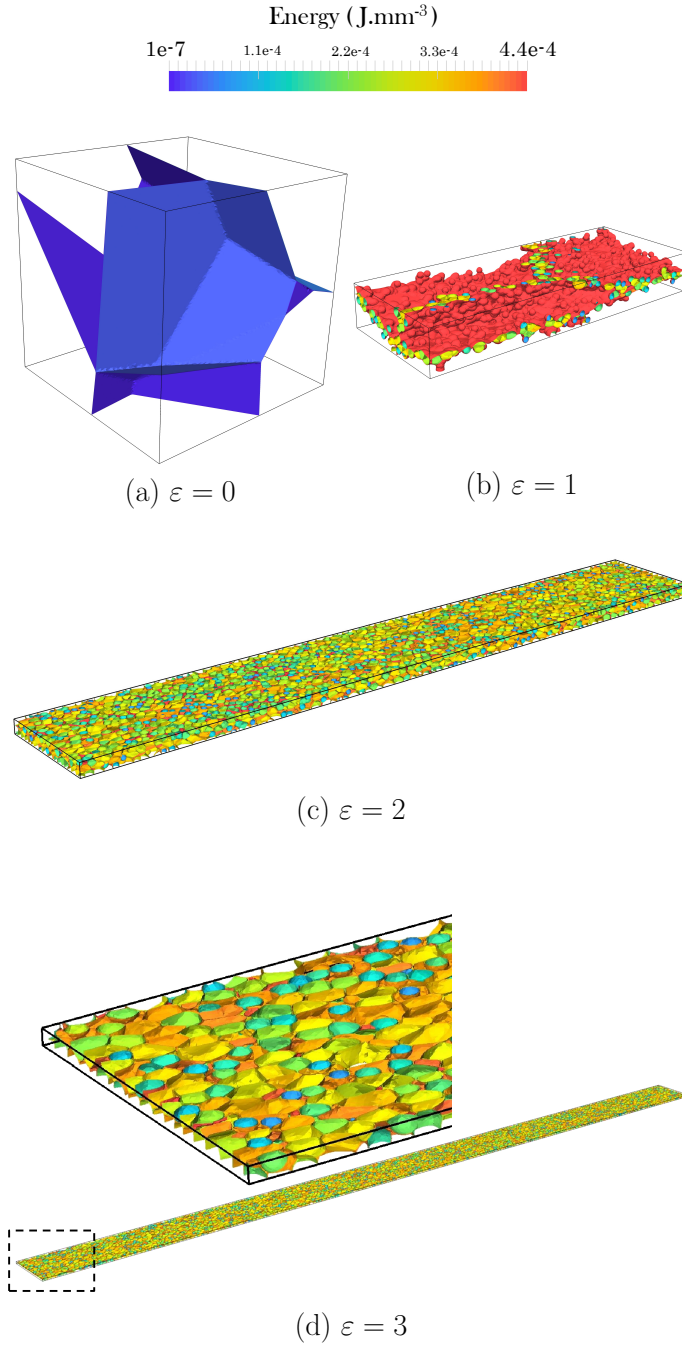 Energy (J.mm⁻³)
1e-7 1.1e-4 2.2e-4 3.3e-4 4.4e-4
(a) ε = 0
(b) ε = 1
(c) ε = 2
(d) ε = 3